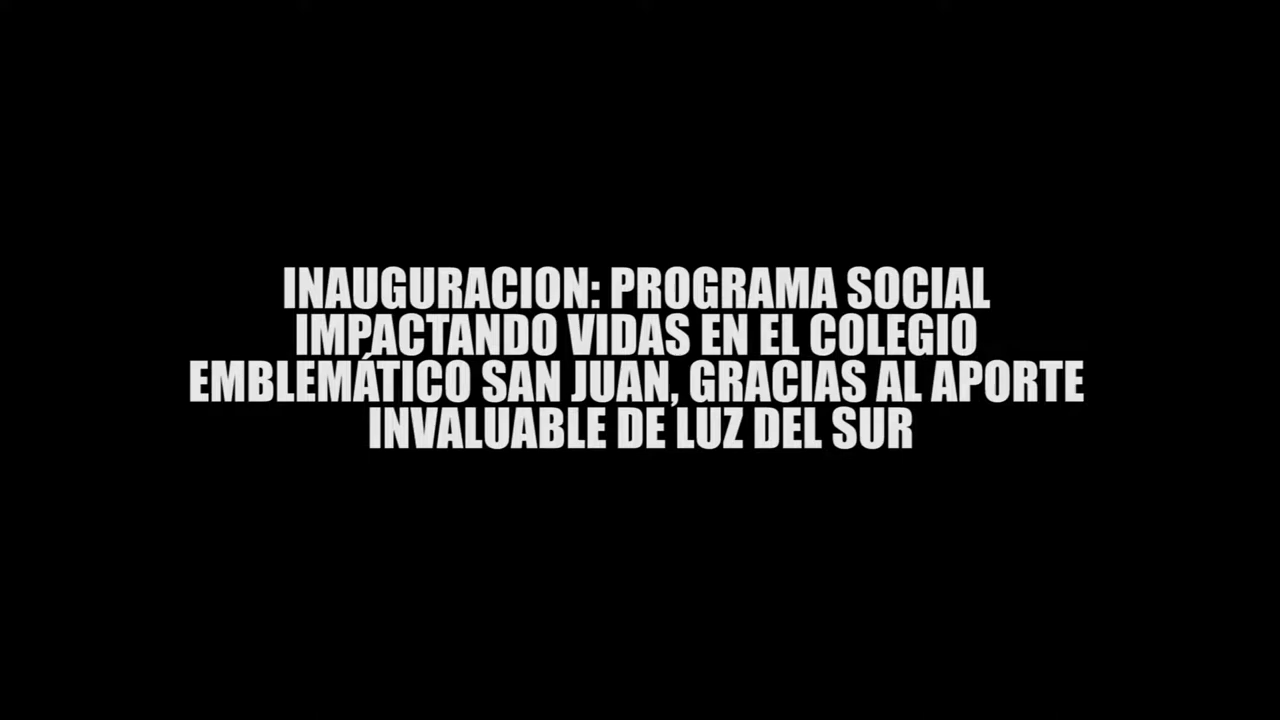 INAUGURACION: PROGRAMA SOCIAL
IMPACTANDO VIDAS EN EL COLEGIO
EMBLEMÁTICO SAN JUAN, GRACIAS AL APORTE
INVALUABLE DE LUZ DEL SUR